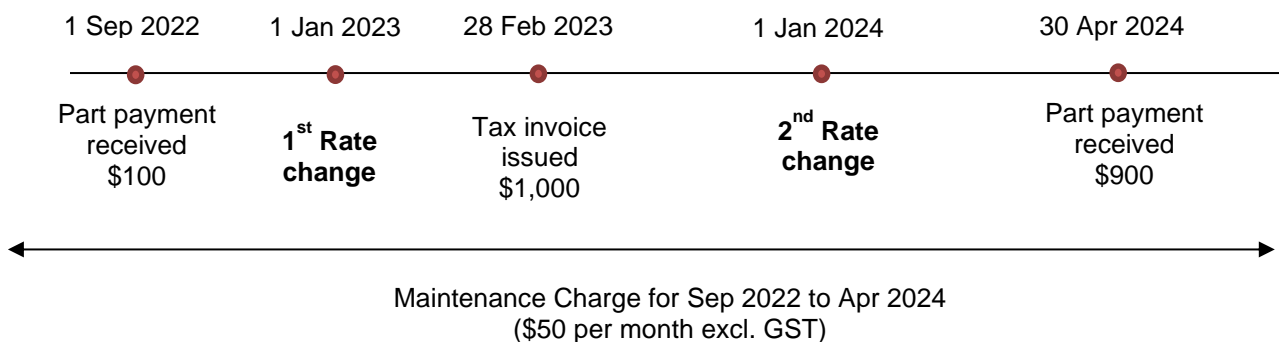 1 Sep 2022
1 Jan 2023
28 Feb 2023
1 Jan 2024
30 Apr 2024
Part payment
received
$100
1st Rate
change
Tax invoice
issued
$1,000
2nd Rate
change
Part payment
received
$900
Maintenance Charge for Sep 2022 to Apr 2024
($50 per month excl. GST)